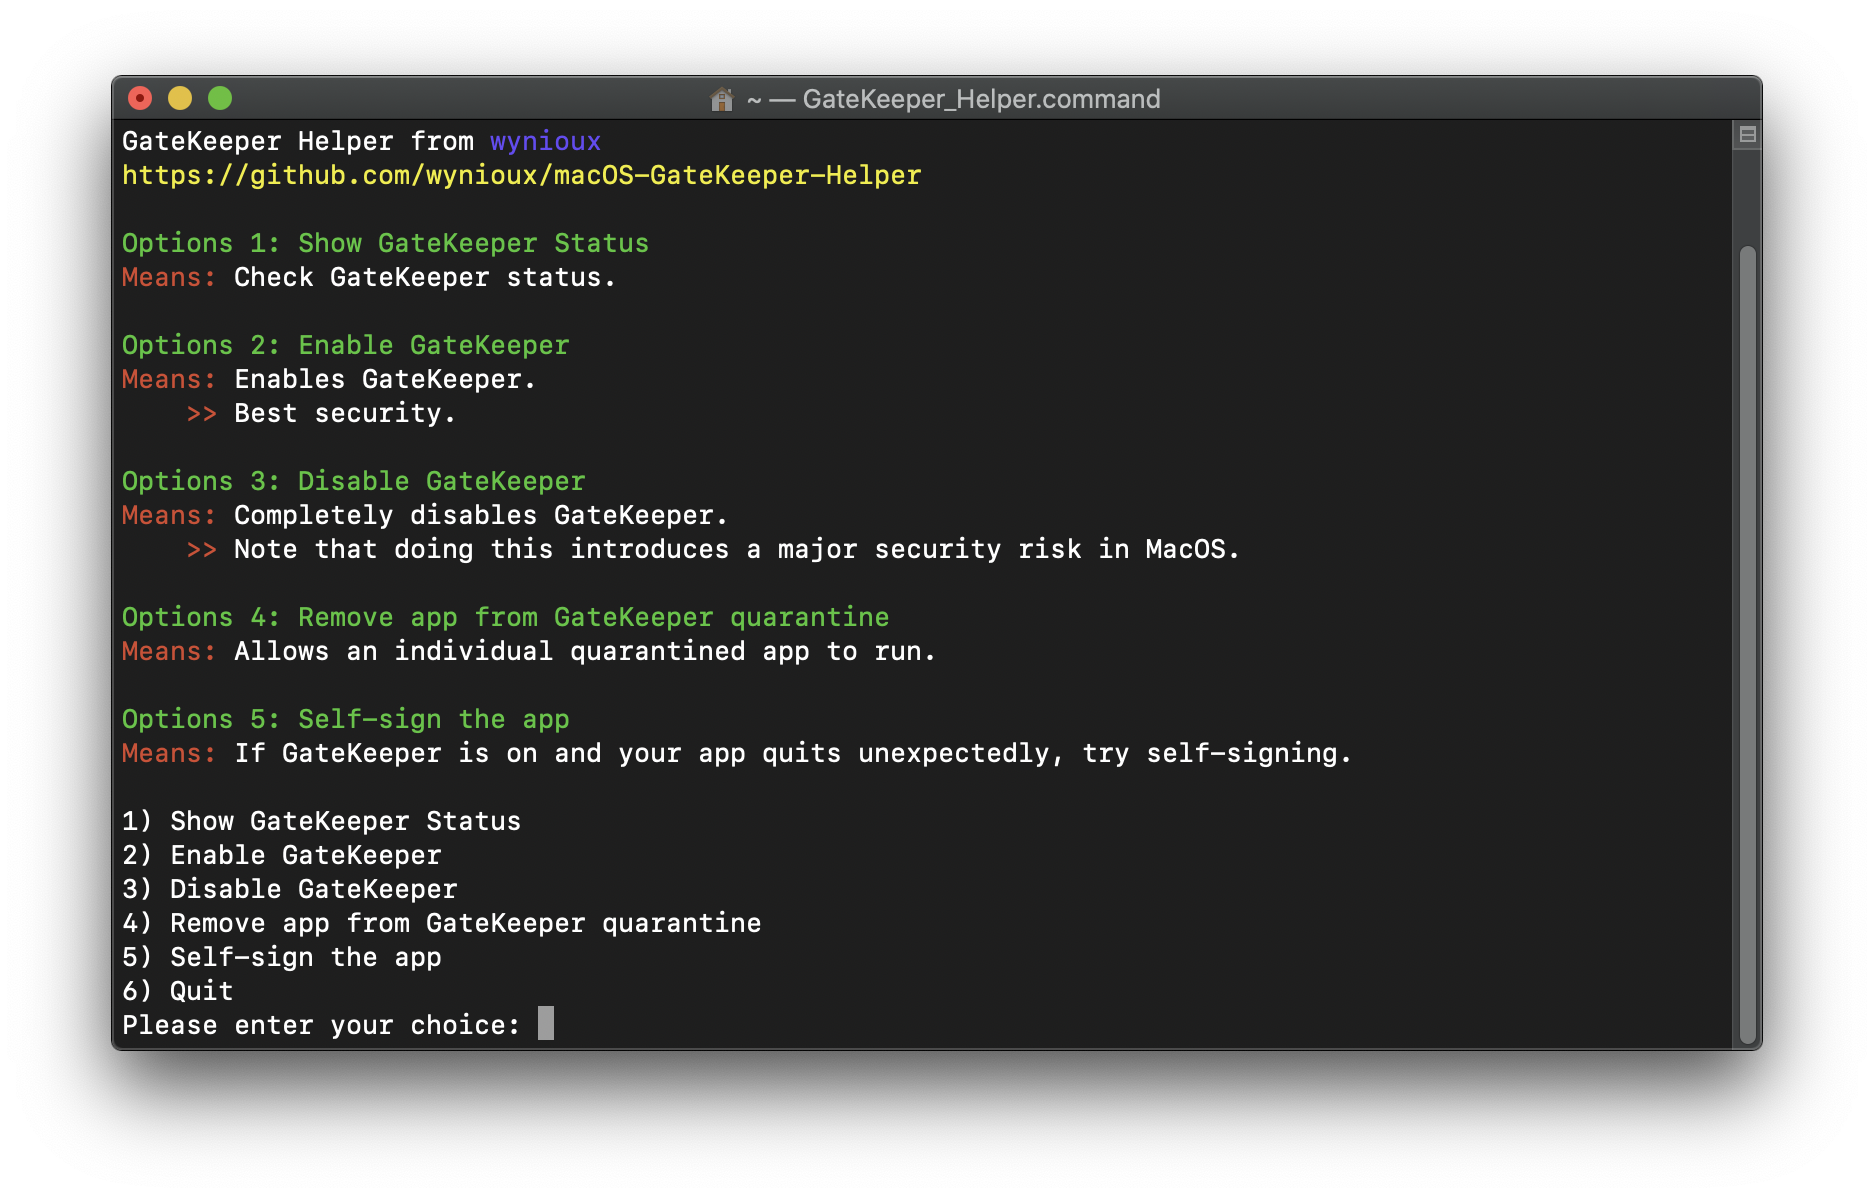 ~ — GateKeeper_Helper.command
GateKeeper Helper from wynioux
https://github.com/wynioux/macOS-GateKeeper-Helper
Options 1: Show GateKeeper Status
Means: Check GateKeeper status.
Options 2: Enable GateKeeper
Means: Enables GateKeeper.
>> Best security.
Options 3: Disable GateKeeper
Means: Completely disables GateKeeper.
>> Note that doing this introduces a major security risk in MacOS.
Options 4: Remove app from GateKeeper quarantine
Means: Allows an individual quarantined app to run.
Options 5: Self-sign the app
Means: If GateKeeper is on and your app quits unexpectedly, try self-signing.
1) Show GateKeeper Status
2) Enable GateKeeper
3) Disable GateKeeper
4) Remove app from GateKeeper quarantine
5) Self-sign the app
6) Quit
Please enter your choice: